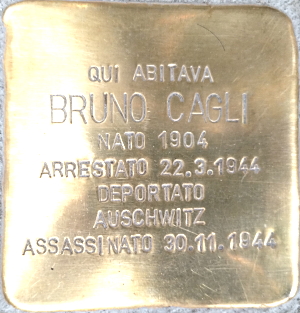 QUI ABITAVA
BRUNO CAGLI
NATO 1904
ARRESTATO 22.3.1944
DEPORTATO
AUSCHWITZ
ASSASSINATO 30.11.1944